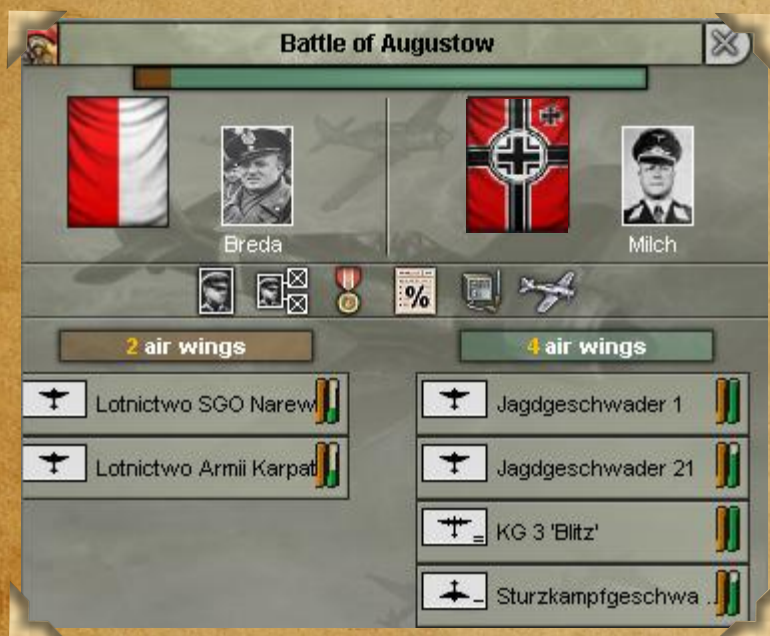 Battle of Augustow
Breda
Milch
%
2 air wings
4 air wings
Lotnictwo SGO Narew
Jagdgeschwader 1
Lotnictwo Armii Karpat
Jagdgeschwader 21
KG 3 'Blitz'
Sturzkampfgeschwa ..